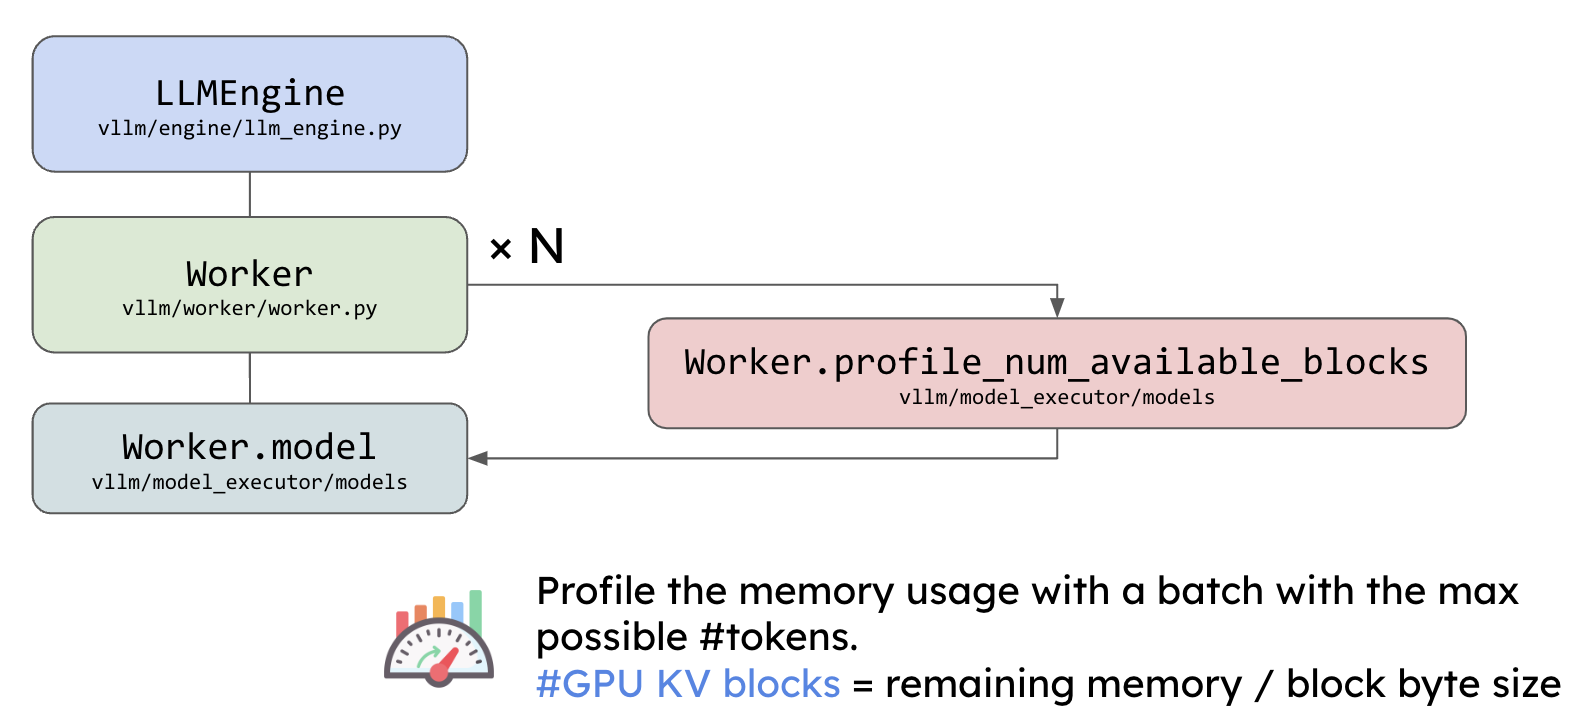 LLMEngine
vllm/engine/llm_engine.py
× N
Worker
vllm/worker/worker.py
Worker.profile_num_available_blocks
vllm/model_executor/models
Worker.model
vllm/model_executor/models
Profile the memory usage with a batch with the max
possible #tokens.
#GPU KV blocks = remaining memory / block byte size